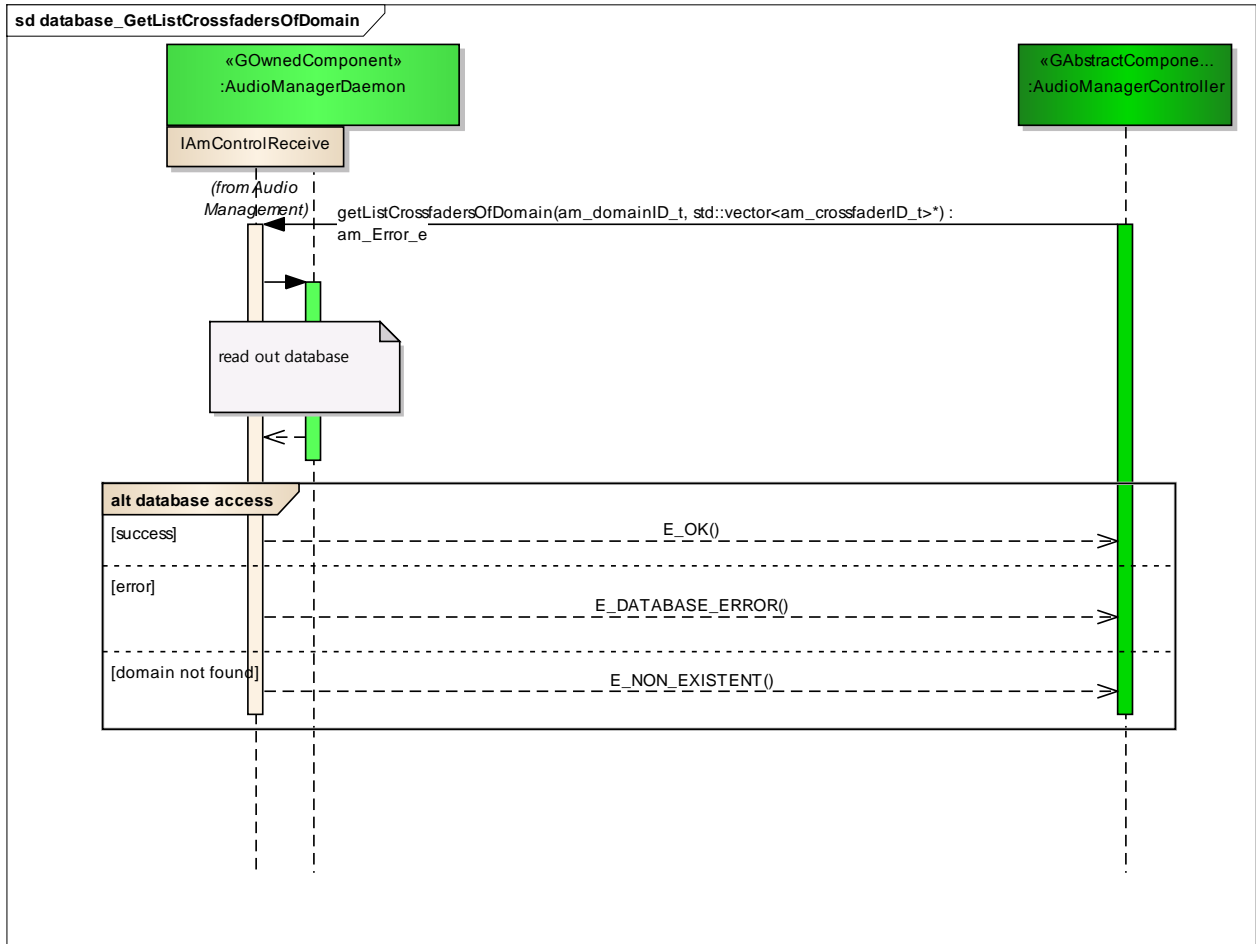 sd database_GetListCrossfadersOfDomain
«GOwnedComponent»
:AudioManagerDaemon
«GAbstractCompone...
:AudioManagerController
IAmControlReceive
(from Audio
Management)
getListCrossfadersOfDomain(am_domainID_t, std::vector<am_crossfaderID_t>*) :
am_Error_e
read out database
alt database access
[success]
E_OK()
[error]
E_DATABASE_ERROR()
[domain not found]
E_NON_EXISTENT()